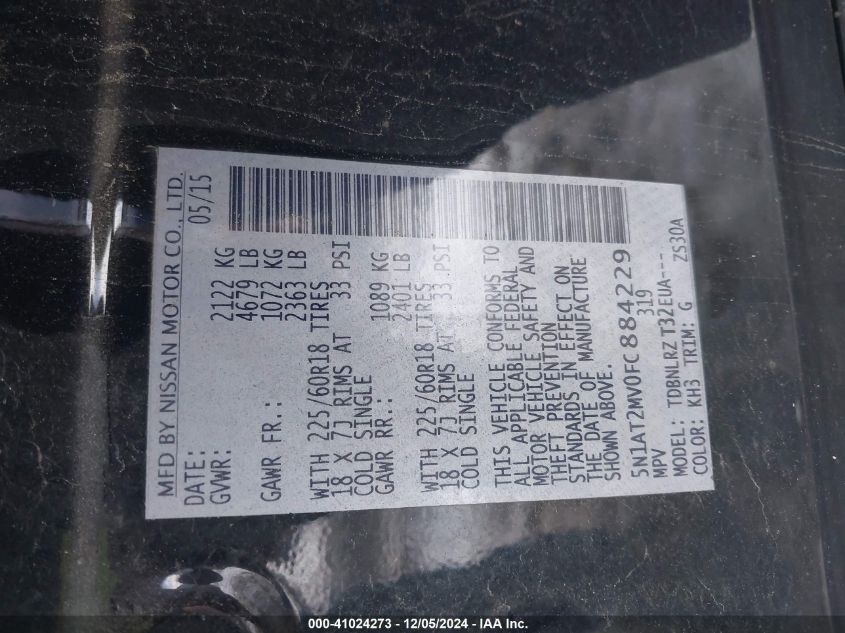 MFD BY NISSAN MOTOR CO., LTD.
DATE: 05/15
GVWR: 2122 KG
4679 LB
GAWR FR.: 1072 KG
2363 LB
WITH 225/60R18 TIRES
18 X 7J RIMS AT 33 PSI
COLD SINGLE
GAWR RR.: 1089 KG
2401 LB
WITH 225/60R18 TIRES
18 X 7J RIMS AT 33 PSI
COLD SINGLE
THIS VEHICLE CONFORMS TO
ALL APPLICABLE FEDERAL
MOTOR VEHICLE SAFETY AND
THEFT PREVENTION
STANDARDS IN EFFECT ON
THE DATE OF MANUFACTURE
SHOWN ABOVE.
5N1AT2MV0FC884229
MPV 319
MODEL: TDBNLRZ T32EUA---
COLOR: KH3 TRIM: G ZS30A
000-41024273 - 12/05/2024 - IAA Inc.